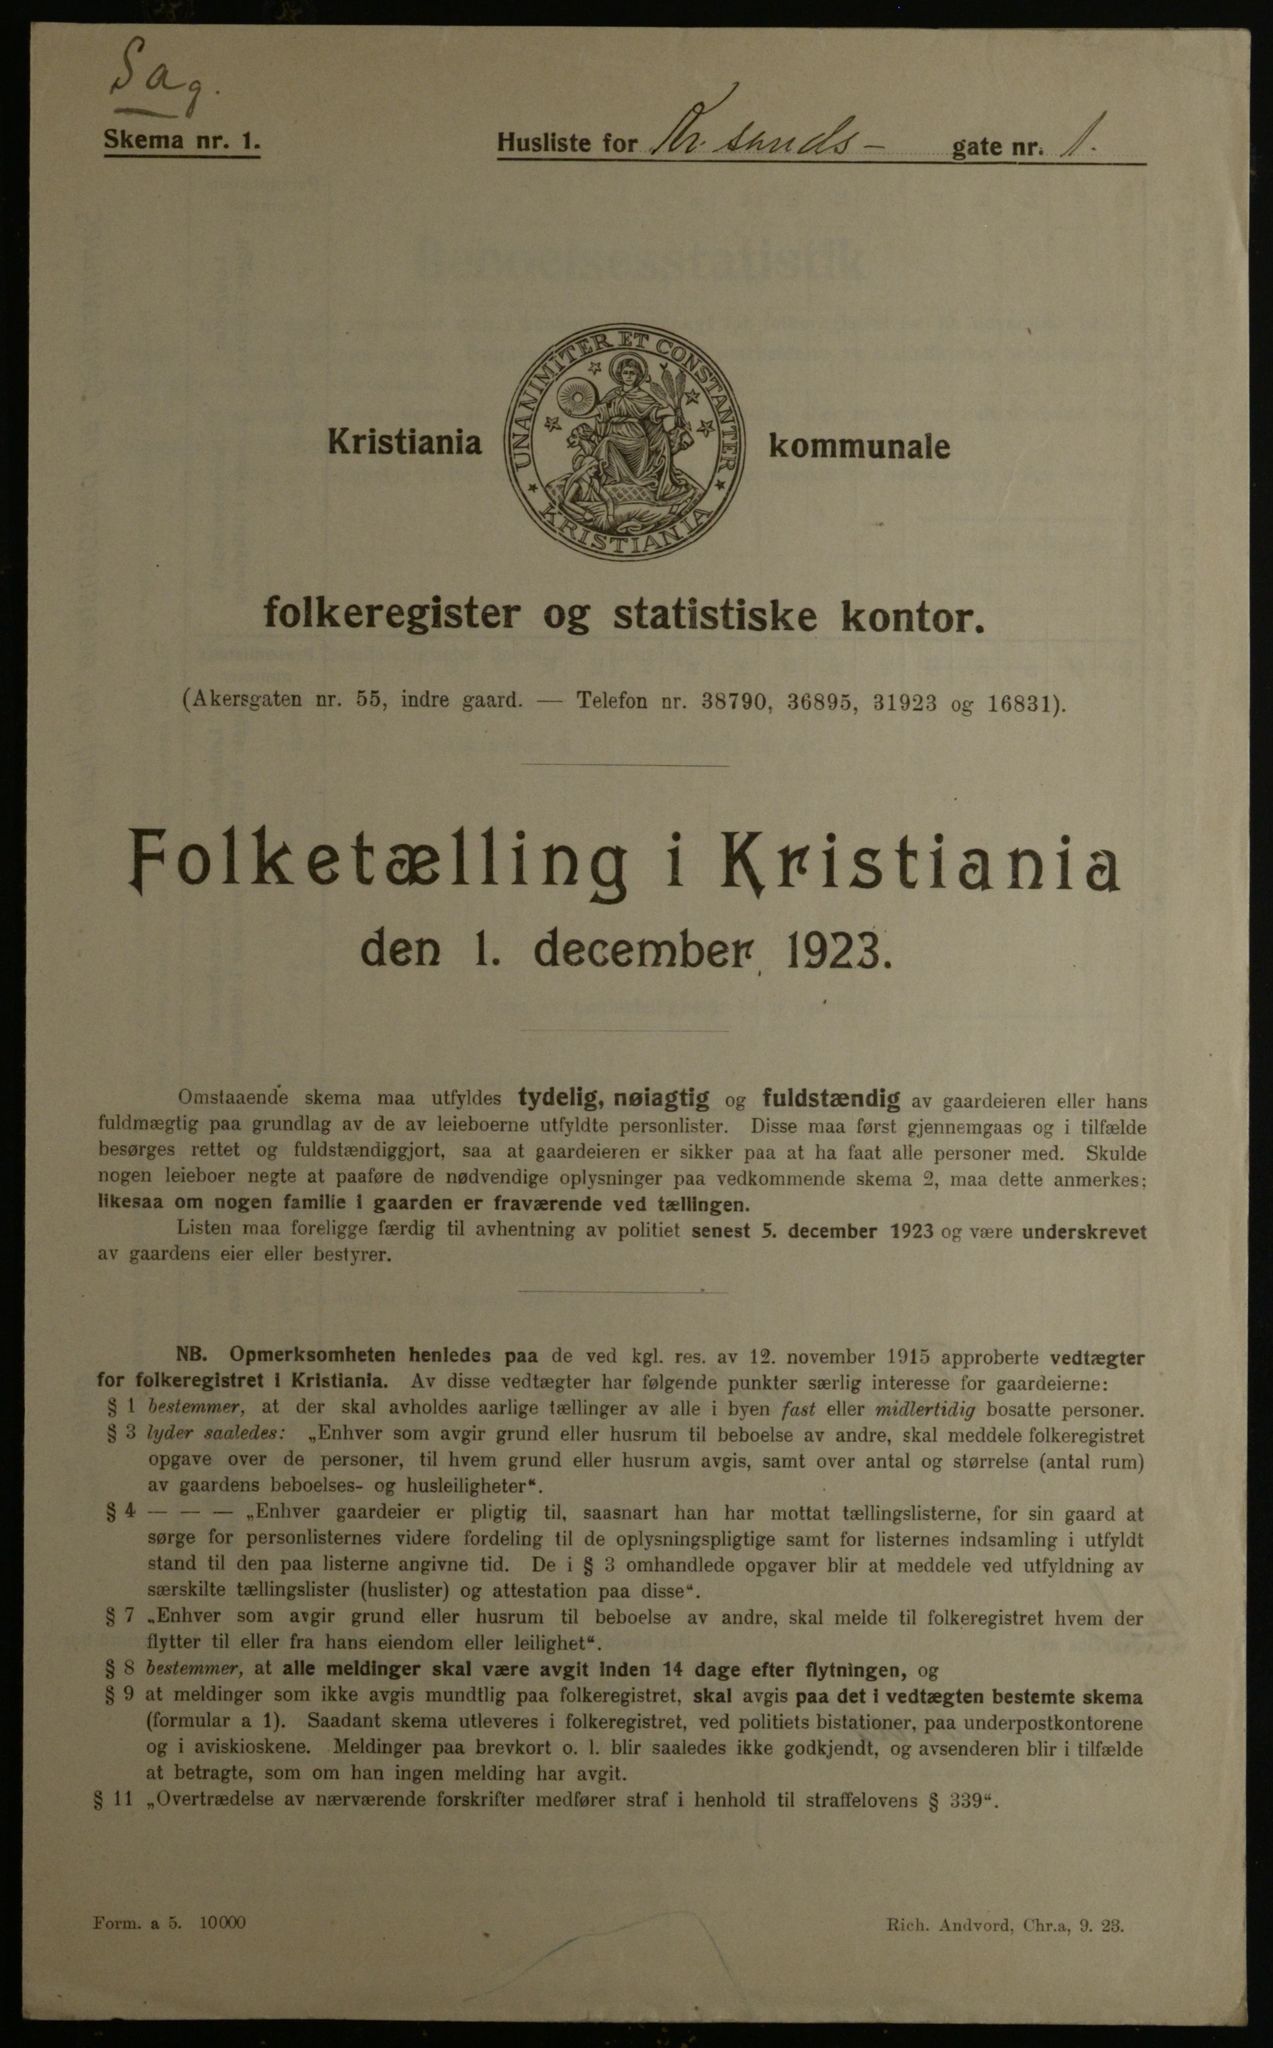 Sag.
Skema nr. 1.
Husliste for Kr. sands- gate nr. 1.
UNANIMITER ET CONSTANTER
KRISTIANIA
Kristiania kommunale
folkeregister og statistiske kontor.
(Akersgaten nr. 55, indre gaard. — Telefon nr. 38790, 36895, 31923 og 16831).
Folketælling i Kristiania
den 1. december 1923.
Omstaaende skema maa utfyldes tydelig, nøiagtig og fuldstændig av gaardeieren eller hans
fuldmægtig paa grundlag av de av leieboerne utfyldte personlister. Disse maa først gjennemgaas og i tilfælde
besørges rettet og fuldstændiggjort, saa at gaardeieren er sikker paa at ha faat alle personer med. Skulde
nogen leieboer negte at paaføre de nødvendige oplysninger paa vedkommende skema 2, maa dette anmerkes;
likesaa om nogen familie i gaarden er fraværende ved tællingen.
Listen maa foreligge færdig til avhentning av politiet senest 5. december 1923 og være underskrevet
av gaardens eier eller bestyrer.
NB. Opmerksomheten henledes paa de ved kgl. res. av 12. november 1915 approberte vedtægter
for folkeregistret i Kristiania. Av disse vedtægter har følgende punkter særlig interesse for gaardeierne:
§ 1 bestemmer, at der skal avholdes aarlige tællinger av alle i byen fast eller midlertidig bosatte personer.
§ 3 lyder saaledes: „Enhver som avgir grund eller husrum til beboelse av andre, skal meddele folkeregistret
opgave over de personer, til hvem grund eller husrum avgis, samt over antal og størrelse (antal rum)
av gaardens beboelses- og husleiligheter“.
§ 4 — — — „Enhver gaardeier er pligtig til, saasnart han har mottat tællingslisterne, for sin gaard at
sørge for personlisternes videre fordeling til de oplysningspligtige samt for listernes indsamling i utfyldt
stand til den paa listerne angivne tid. De i § 3 omhandlede opgaver blir at meddele ved utfyldning av
særskilte tællingslister (huslister) og attestation paa disse“.
§ 7 „Enhver som avgir grund eller husrum til beboelse av andre, skal melde til folkeregistret hvem der
flytter til eller fra hans eiendom eller leilighet“.
§ 8 bestemmer, at alle meldinger skal være avgit inden 14 dage efter flytningen, og
§ 9 at meldinger som ikke avgis mundtlig paa folkeregistret, skal avgis paa det i vedtægten bestemte skema
(formular a 1). Saadant skema utleveres i folkeregistret, ved politiets bistationer, paa underpostkontorene
og i aviskioskene. Meldinger paa brevkort o. l. blir saaledes ikke godkjendt, og avsenderen blir i tilfælde
at betragte, som om han ingen melding har avgit.
§ 11 „Overtrædelse av nærværende forskrifter medfører straf i henhold til straffelovens § 339“.
Form. a 5. 10000
Rich. Andvord, Chr.a, 9. 23.